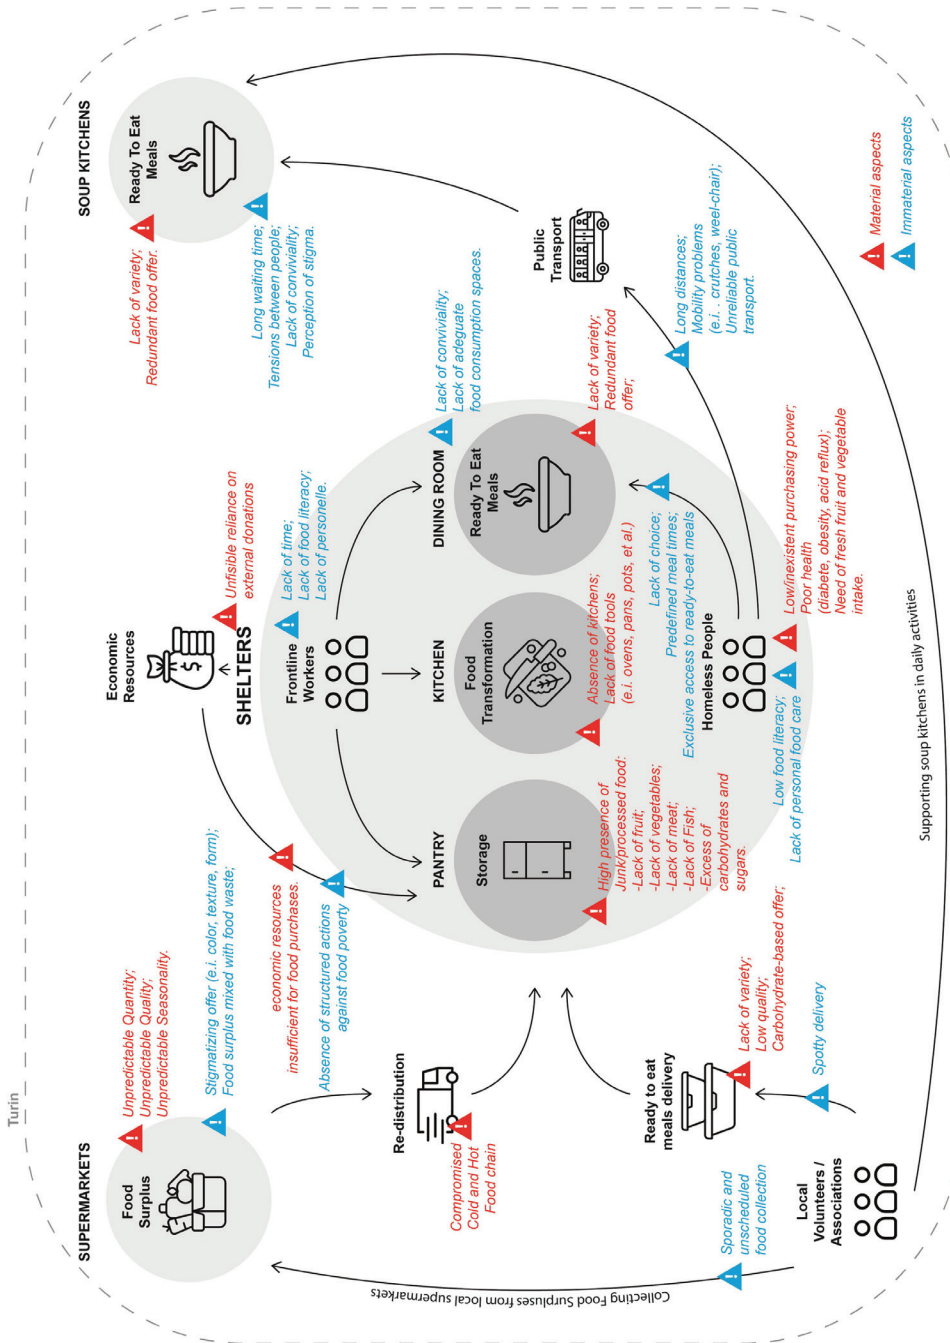 Turin
SUPERMARKETS
Food
Surplus
Unpredictable Quantity;
Unpredictable Quality;
Unpredictable Seasonality.
Stigmatizing offer (e.i. color, texture, form);
Food surplus mixed with food waste;
Economic
Resources
Unfisible reliance on
external donations
economic resources
insufficient for food purchases.
Absence of structured actions
against food poverty
SOUP KITCHENS
Ready To Eat
Meals
Lack of variety;
Redundant food offer.
Long waiting time;
Tensions between people;
Lack of conviviality;
Perception of stigma.
Re-distribution
Compromised
Cold and Hot
Food chain
SHELTERS
Frontline
Workers
Lack of time;
Lack of food literacy;
Lack of personelle.
PANTRY
Storage
High presence of
Junk/processed food:
-Lack of fruit;
-Lack of vegetables;
-Lack of meat;
-Lack of Fish;
-Excess of
carbohydrates and
sugars.
KITCHEN
Food
Transformation
Absence of kitchens;
Lack of food tools
(e.i. ovens, pans, pots, et al.)
DINING ROOM
Ready To Eat
Meals
Lack of conviviality;
Lack of adeguate
food consumption spaces.
Lack of variety;
Redundant food
offer;
Lack of choice;
Predefined meal times;
Exclusive access to ready-to-eat meals
Homeless People
Low food literacy;
Lack of personal food care
Low/inexistent purchasing power;
Poor health
(diabete, obesity, acid reflux);
Need of fresh fruit and vegetable
intake.
Public
Transport
Long distances;
Mobility problems
(e.i. . crutches, weel-chair);
Unreliable public
transport.
Ready to eat
meals delivery
Lack of variety;
Low quality;
Carbohydrate-based offer;
Spotty delivery
Local
Volunteers /
Associations
Sporadic and
unscheduled
food collection
Collecting Food Surpluses from local supermarkets
Supporting soup kitchens in daily activities
Material aspects
Immaterial aspects